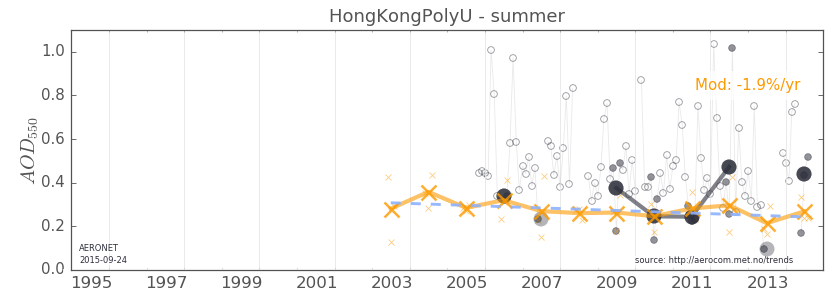 HongKongPolyU - summer
1.0
0.8
0.6
0.4
0.2
0.0
AOD550
Mod: -1.9%/yr
AERONET
2015-09-24
source: http://aerocom.met.no/trends
1995 1997 1999 2001 2003 2005 2007 2009 2011 2013